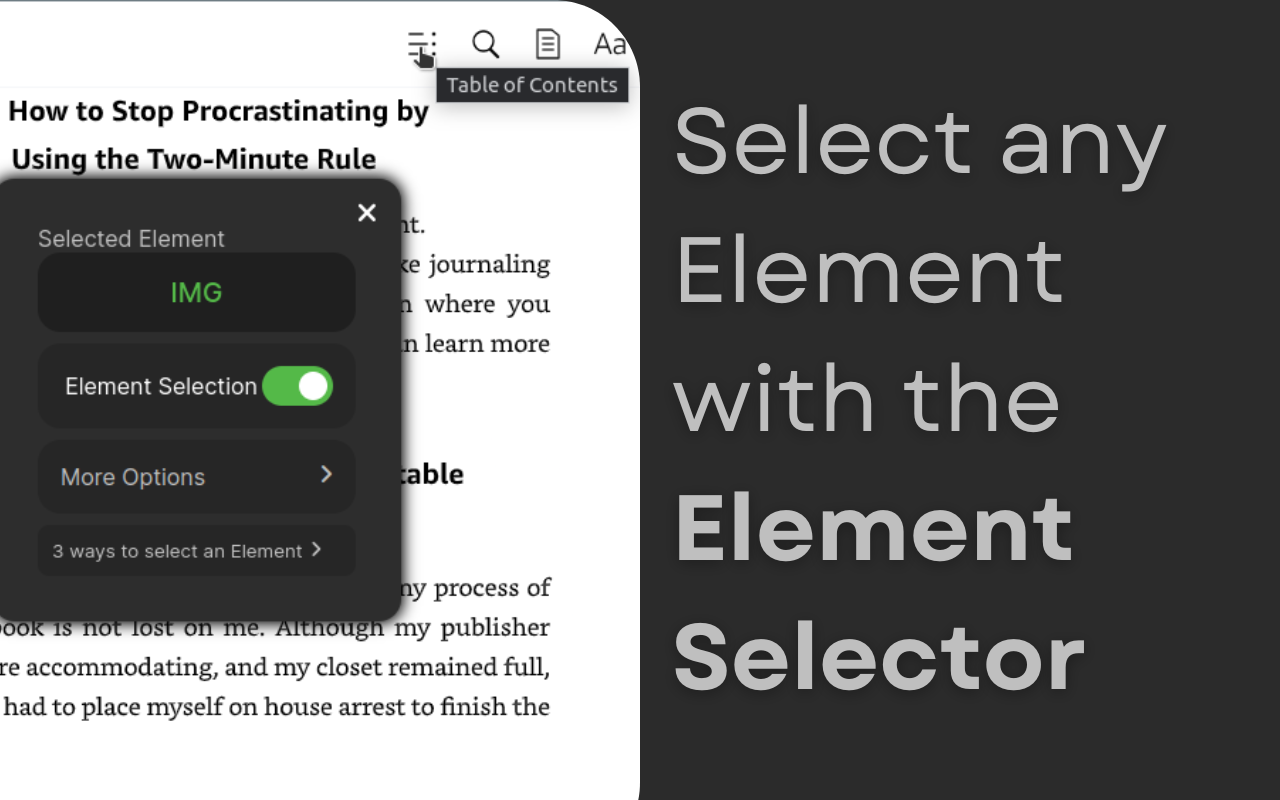 Aa
Table of Contents
How to Stop Procrastinating by
Using the Two-Minute Rule
nt.
Selected Element
ke journaling
IMG
n where you
n learn more
Element Selection
More Options
table
3 ways to select an Element
ny process of
book is not lost on me. Although my publisher
re accommodating, and my closet remained full,
had to place myself on house arrest to finish the
Select any
Element
with the
Element
Selector